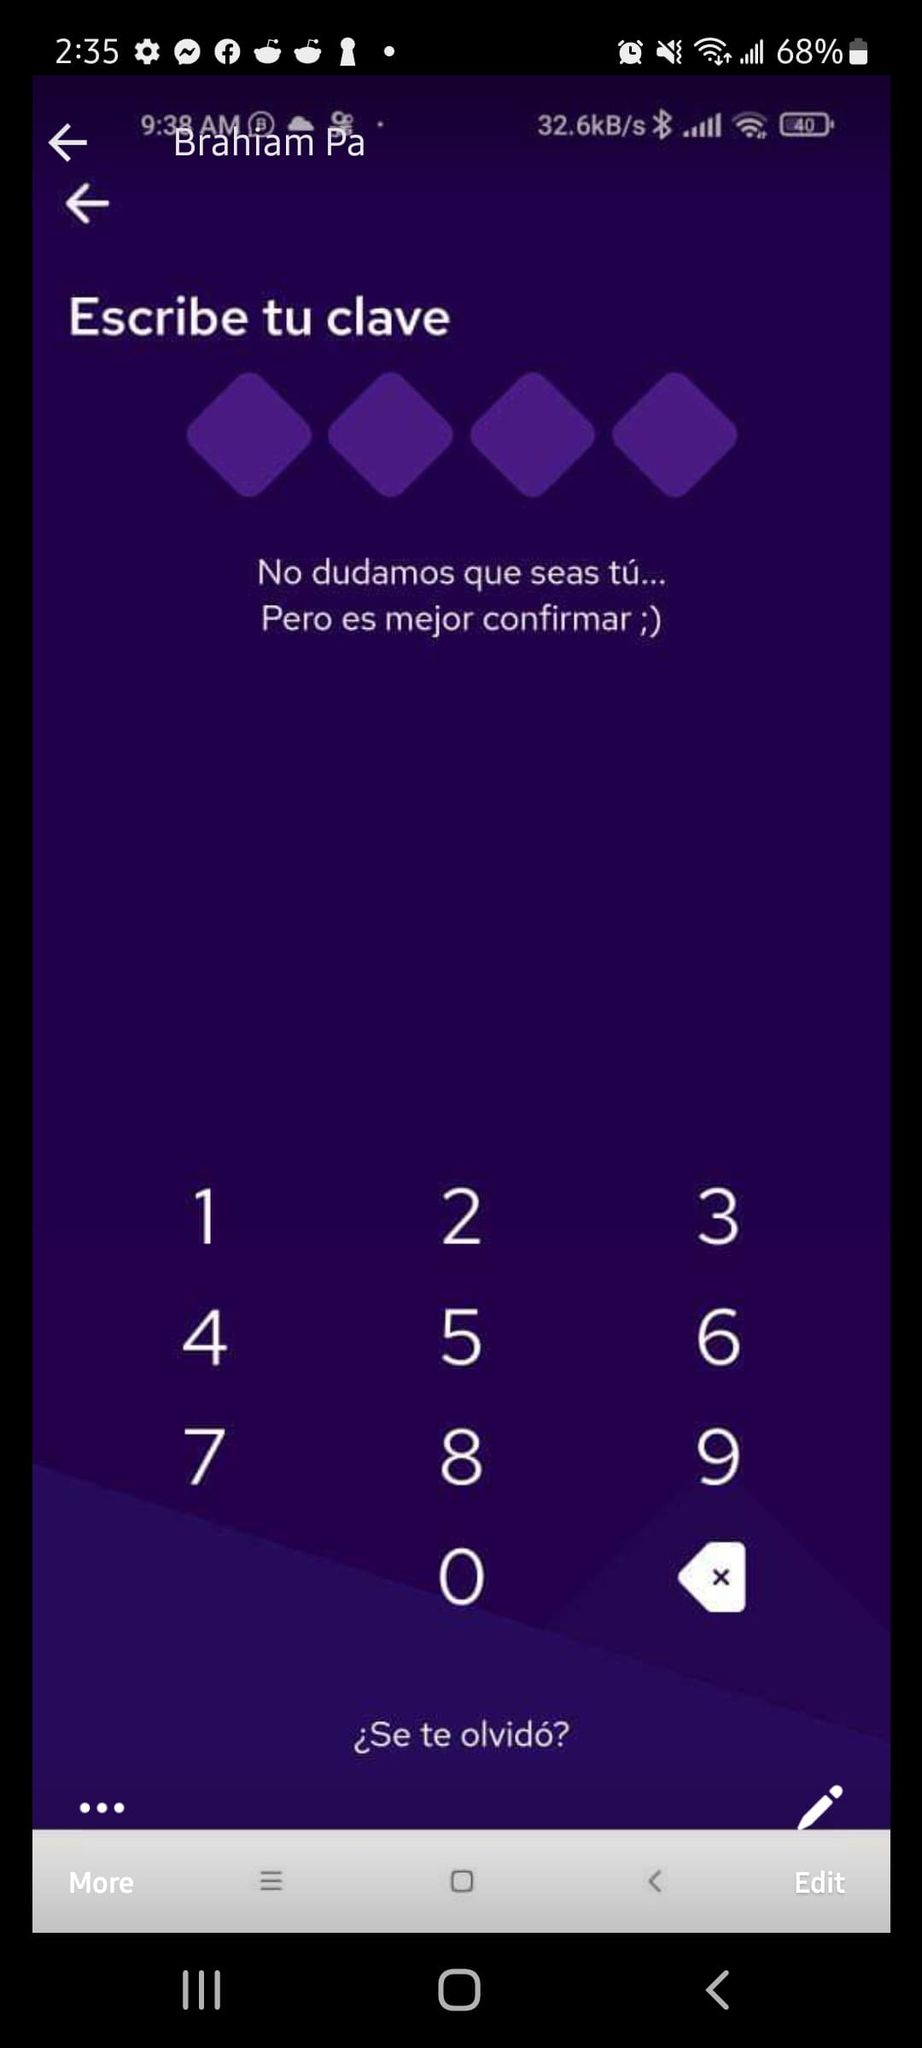 2:35 68%
9:38 AM 32.6kB/s 40
Brahiam Pa
Escribe tu clave
No dudamos que seas tú...
Pero es mejor confirmar ;)
1 2 3
4 5 6
7 8 9
0
¿Se te olvidó?
More Edit